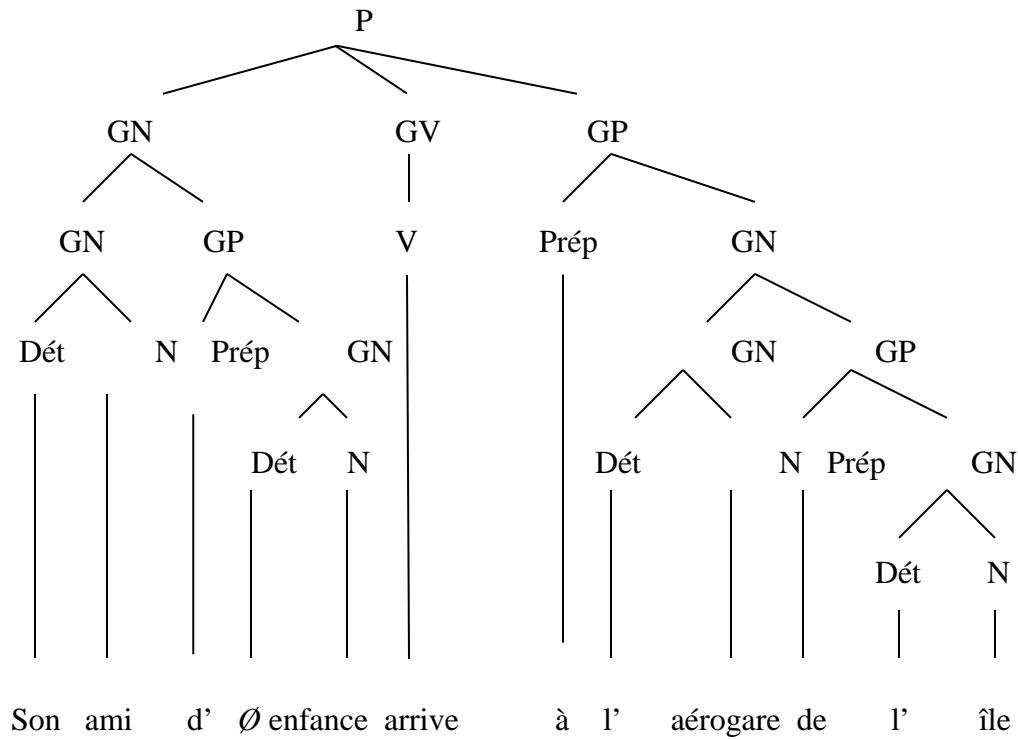 P
GN GV GP
GN GP V Prép GN
Dét N Prép GN GN GP
Dét N Dét N Prép GN
Dét N
Son ami d’ Ø enfance arrive à l’ aérogare de l’ île